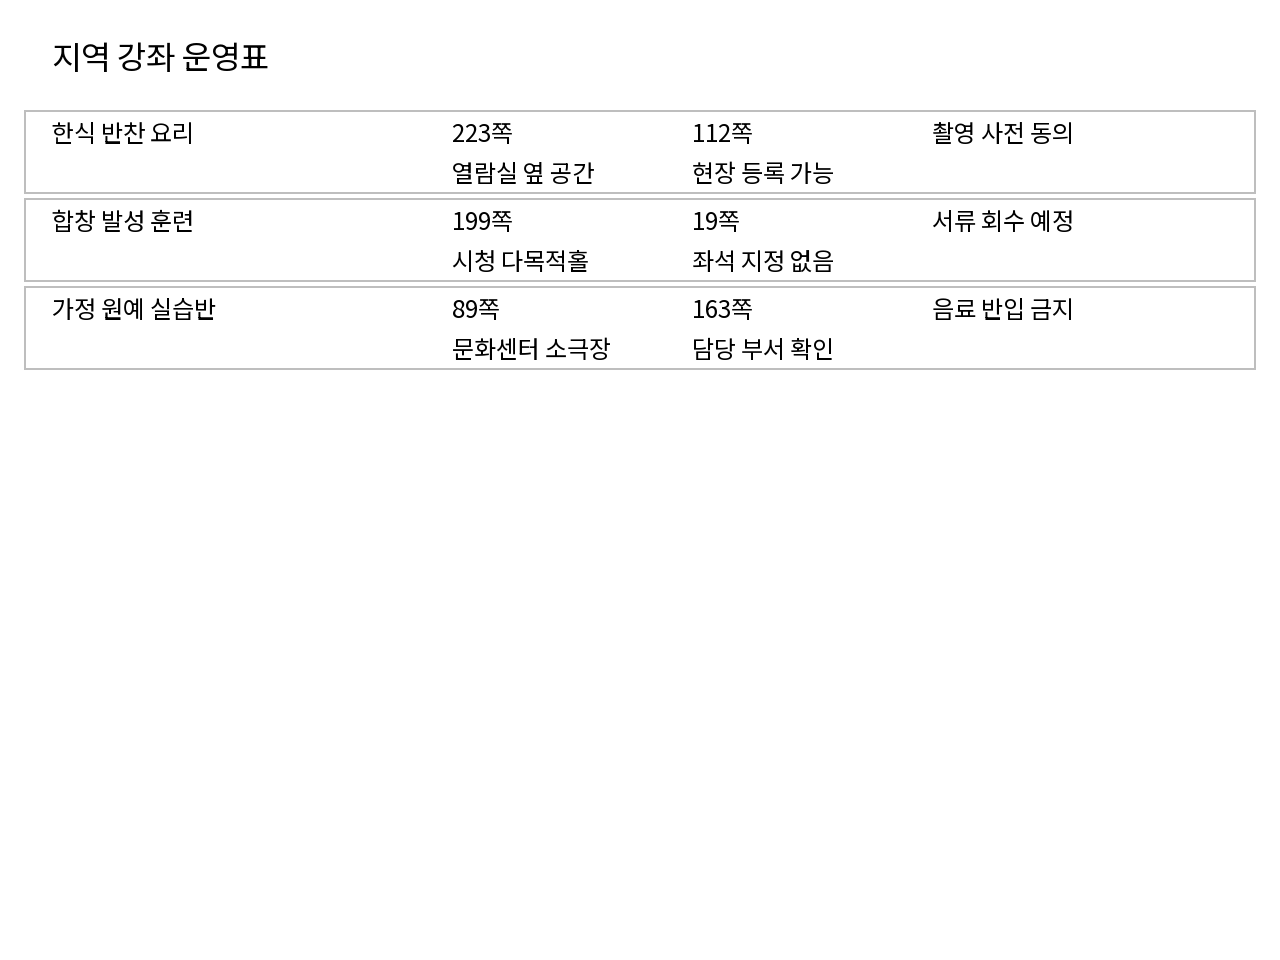 지역 강좌 운영표
한식 반찬 요리 223쪽 112쪽 촬영 사전 동의
열람실 옆 공간 현장 등록 가능
합창 발성 훈련 199쪽 19쪽 서류 회수 예정
시청 다목적홀 좌석 지정 없음
가정 원예 실습반 89쪽 163쪽 음료 반입 금지
문화센터 소극장 담당 부서 확인